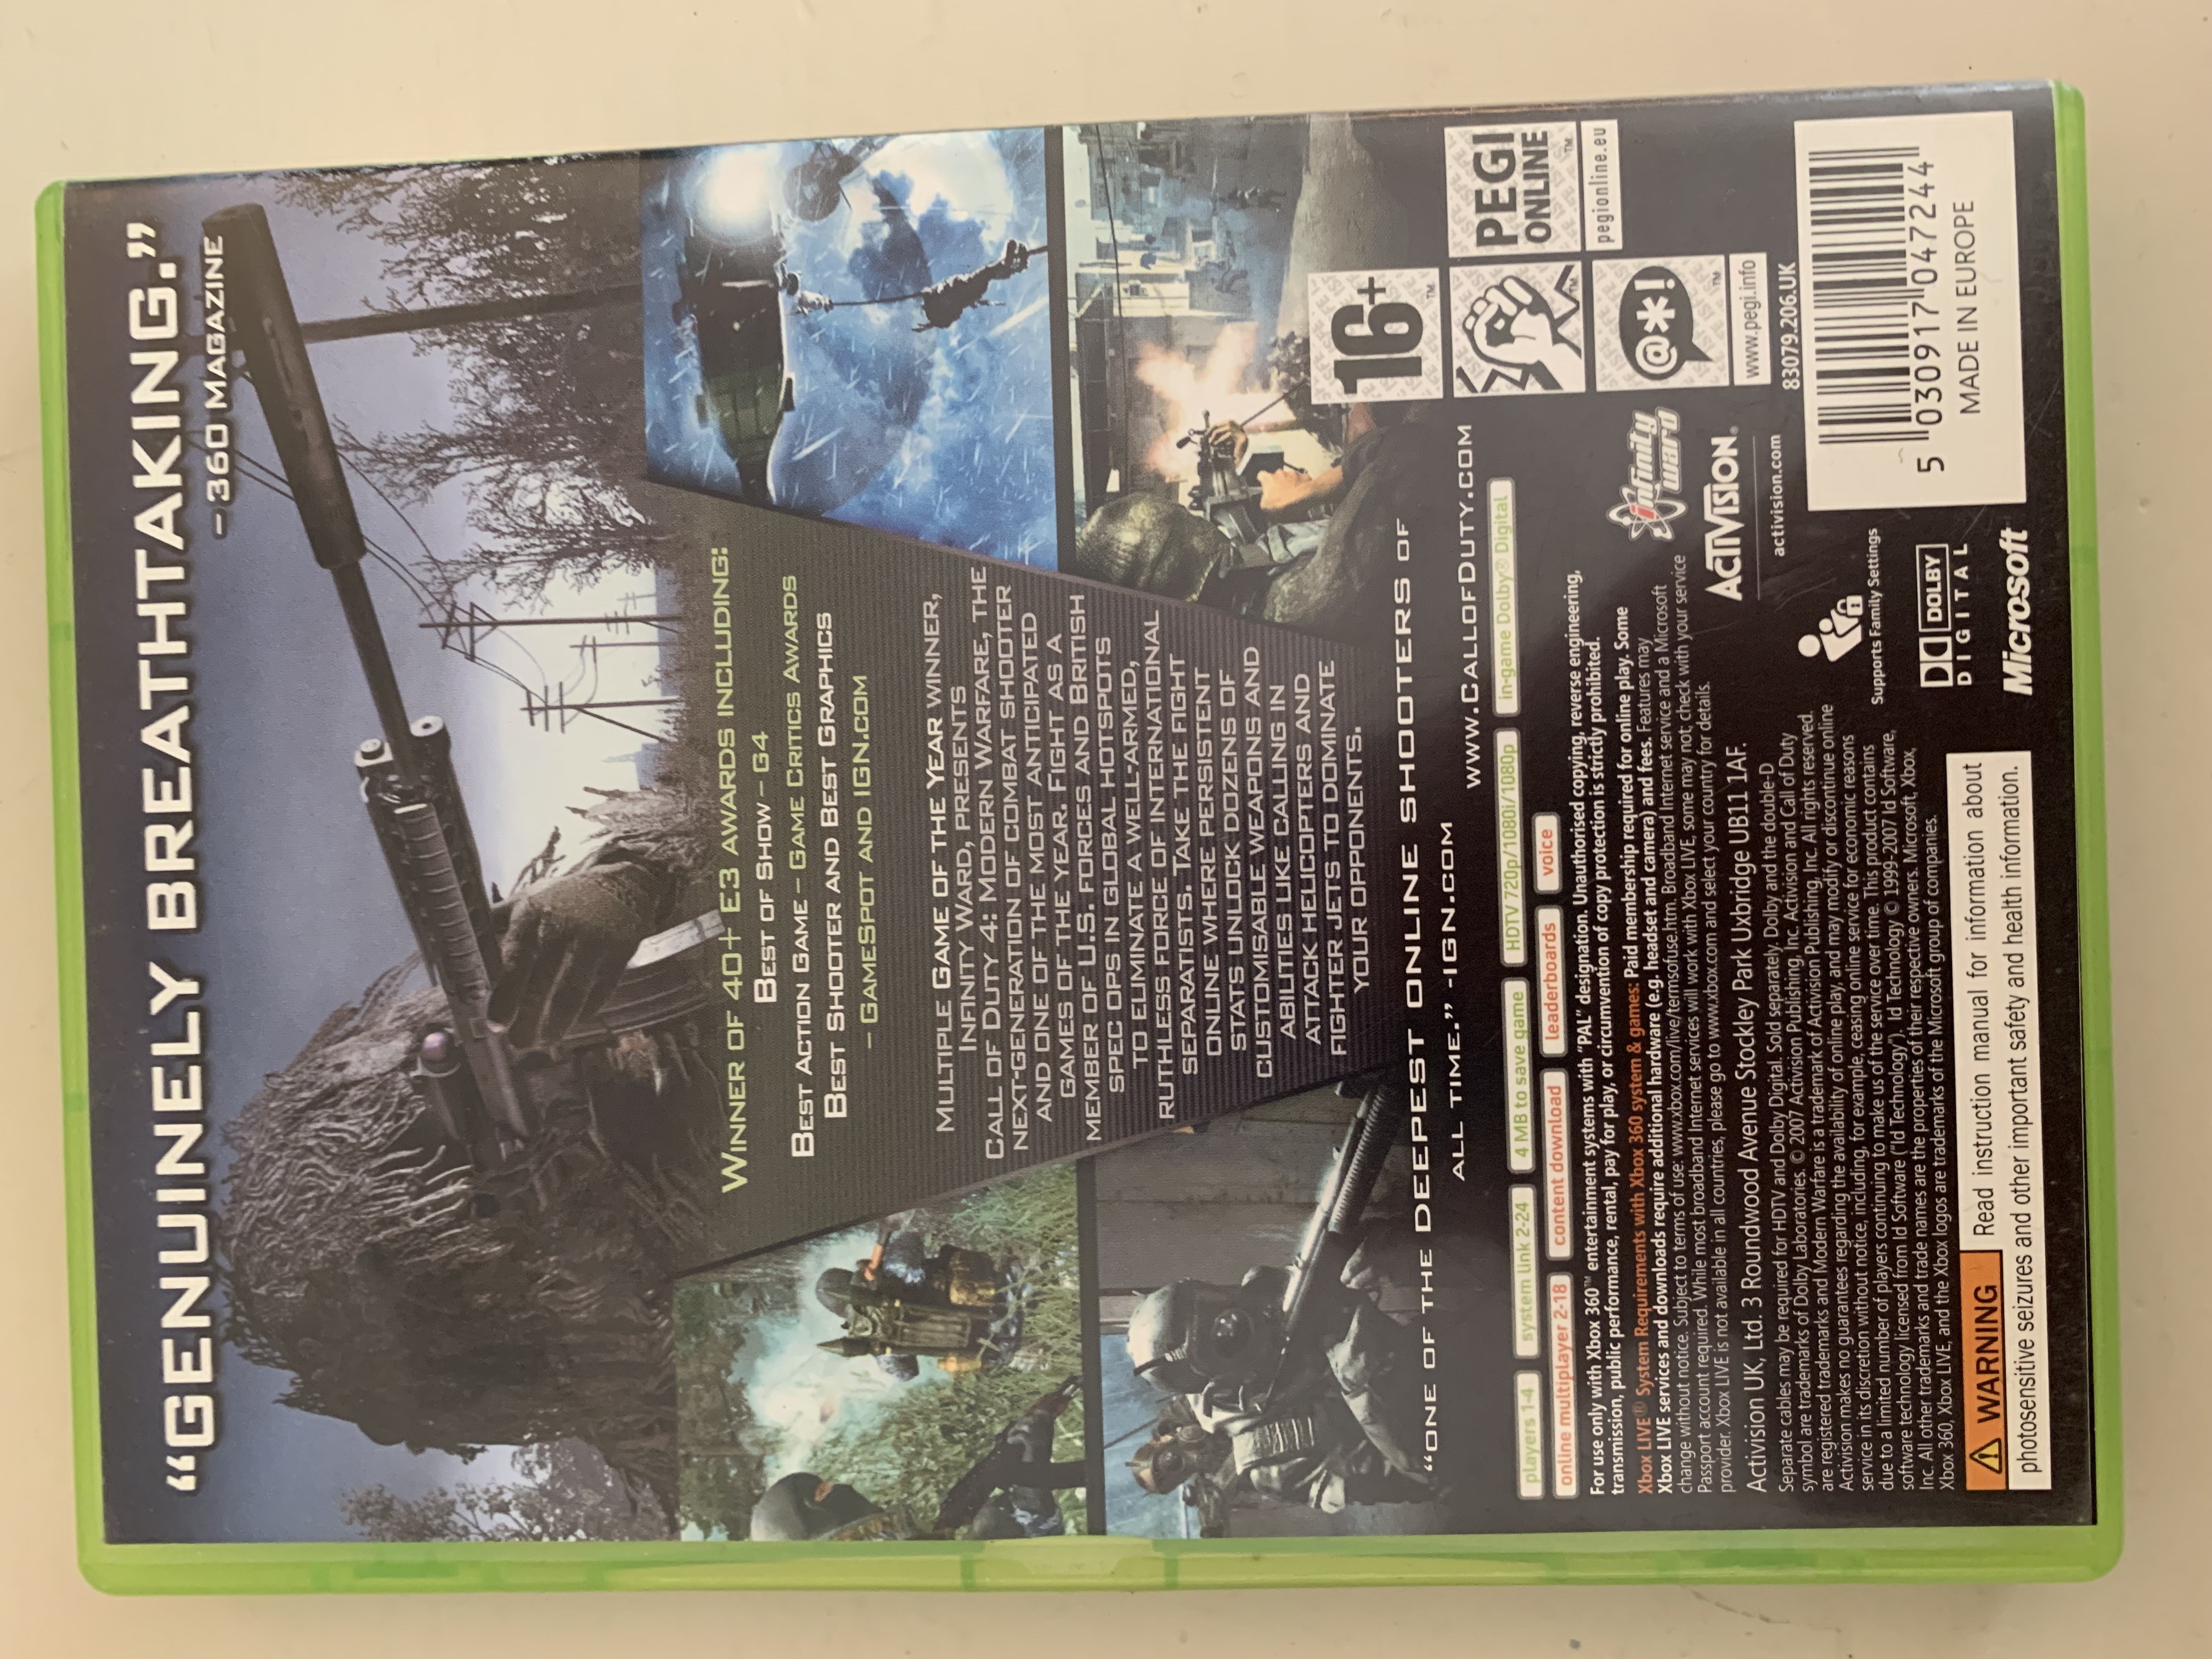 “GENUINELY BREATHTAKING.”
– 360 MAGAZINE
WINNER OF 40+ E3 AWARDS INCLUDING:
BEST OF SHOW – G4
BEST ACTION GAME – GAME CRITICS AWARDS
BEST SHOOTER AND BEST GRAPHICS
– GAMESPOT AND IGN.COM
MULTIPLE GAME OF THE YEAR WINNER,
INFINITY WARD, PRESENTS
CALL OF DUTY 4: MODERN WARFARE, THE
NEXT-GENERATION OF COMBAT SHOOTER
AND ONE OF THE MOST ANTICIPATED
GAMES OF THE YEAR. FIGHT AS A
MEMBER OF U.S. FORCES AND BRITISH
SPEC OPS IN GLOBAL HOTSPOTS
TO ELIMINATE A WELL-ARMED,
RUTHLESS FORCE OF INTERNATIONAL
SEPARATISTS. TAKE THE FIGHT
ONLINE WHERE PERSISTENT
STATS UNLOCK DOZENS OF
CUSTOMISABLE WEAPONS AND
ABILITIES LIKE CALLING IN
ATTACK HELICOPTERS AND
FIGHTER JETS TO DOMINATE
YOUR OPPONENTS.
“ONE OF THE DEEPEST ONLINE SHOOTERS OF
ALL TIME.” -IGN.COM
WWW.CALLOFDUTY.COM
16+
™
PEGI
ONLINE
™
pegionline.eu
players 1-4 system link 2-24 4 MB to save game HDTV 720p/1080i/1080p in-game Dolby® Digital
online multiplayer 2-18 content download leaderboards voice
For use only with Xbox 360™ entertainment systems with “PAL” designation. Unauthorised copying, reverse engineering,
transmission, public performance, rental, pay for play, or circumvention of copy protection is strictly prohibited.
Xbox LIVE® System Requirements with Xbox 360 system & games: Paid membership required for online play. Some
Xbox LIVE services and downloads require additional hardware (e.g. headset and camera) and fees. Features may
change without notice. Subject to terms of use: www.xbox.com/live/termsofuse.htm. Broadband Internet service and a Microsoft
Passport account required. While most broadband Internet services will work with Xbox LIVE, some may not; check with your service
provider. Xbox LIVE is not available in all countries, please go to www.xbox.com and select your country for details.
Activision UK, Ltd. 3 Roundwood Avenue Stockley Park Uxbridge UB11 1AF.
Separate cables may be required for HDTV and Dolby Digital. Sold separately. Dolby and the double-D
symbol are trademarks of Dolby Laboratories. © 2007 Activision Publishing, Inc. Activision and Call of Duty
are registered trademarks and Modern Warfare is a trademark of Activision Publishing, Inc. All rights reserved.
Activision makes no guarantees regarding the availability of online play, and may modify or discontinue online
service in its discretion without notice, including, for example, ceasing online service for economic reasons
due to a limited number of players continuing to make us of the service over time. This product contains
software technology licensed from Id Software (“Id Technology”). Id Technology © 1999-2007 Id Software,
Inc. All other trademarks and trade names are the properties of their respective owners. Microsoft, Xbox,
Xbox 360, Xbox LIVE, and the Xbox logos are trademarks of the Microsoft group of companies.
WARNING Read instruction manual for information about
photosensitive seizures and other important safety and health information.
infinity
ward
ACTIVISION®
activision.com
Supports Family Settings
DOLBY
DIGITAL
Microsoft
@*!
™
www.pegi.info
83079.206.UK
5 030917 047244
MADE IN EUROPE